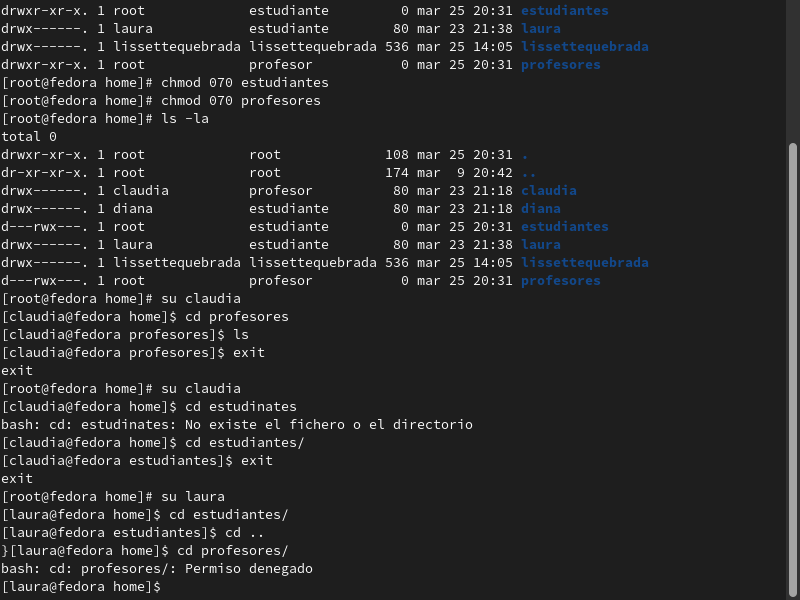 drwxr-xr-x. 1 root             estudiante         0 mar 25 20:31 estudiantes
drwx------. 1 laura            estudiante        80 mar 23 21:38 laura
drwx------. 1 lissettequebrada lissettequebrada 536 mar 25 14:05 lissettequebrada
drwxr-xr-x. 1 root             profesor           0 mar 25 20:31 profesores
[root@fedora home]# chmod 070 estudiantes
[root@fedora home]# chmod 070 profesores
[root@fedora home]# ls -la
total 0
drwxr-xr-x. 1 root             root             108 mar 25 20:31 .
dr-xr-xr-x. 1 root             root             174 mar  9 20:42 ..
drwx------. 1 claudia          profesor          80 mar 23 21:18 claudia
drwx------. 1 diana            estudiante        80 mar 23 21:18 diana
d---rwx---. 1 root             estudiante         0 mar 25 20:31 estudiantes
drwx------. 1 laura            estudiante        80 mar 23 21:38 laura
drwx------. 1 lissettequebrada lissettequebrada 536 mar 25 14:05 lissettequebrada
d---rwx---. 1 root             profesor           0 mar 25 20:31 profesores
[root@fedora home]# su claudia
[claudia@fedora home]$ cd profesores
[claudia@fedora profesores]$ ls
[claudia@fedora profesores]$ exit
exit
[root@fedora home]# su claudia
[claudia@fedora home]$ cd estudinates
bash: cd: estudinates: No existe el fichero o el directorio
[claudia@fedora home]$ cd estudiantes/
[claudia@fedora estudiantes]$ exit
exit
[root@fedora home]# su laura
[laura@fedora home]$ cd estudiantes/
[laura@fedora estudiantes]$ cd ..
}[laura@fedora home]$ cd profesores/
bash: cd: profesores/: Permiso denegado
[laura@fedora home]$